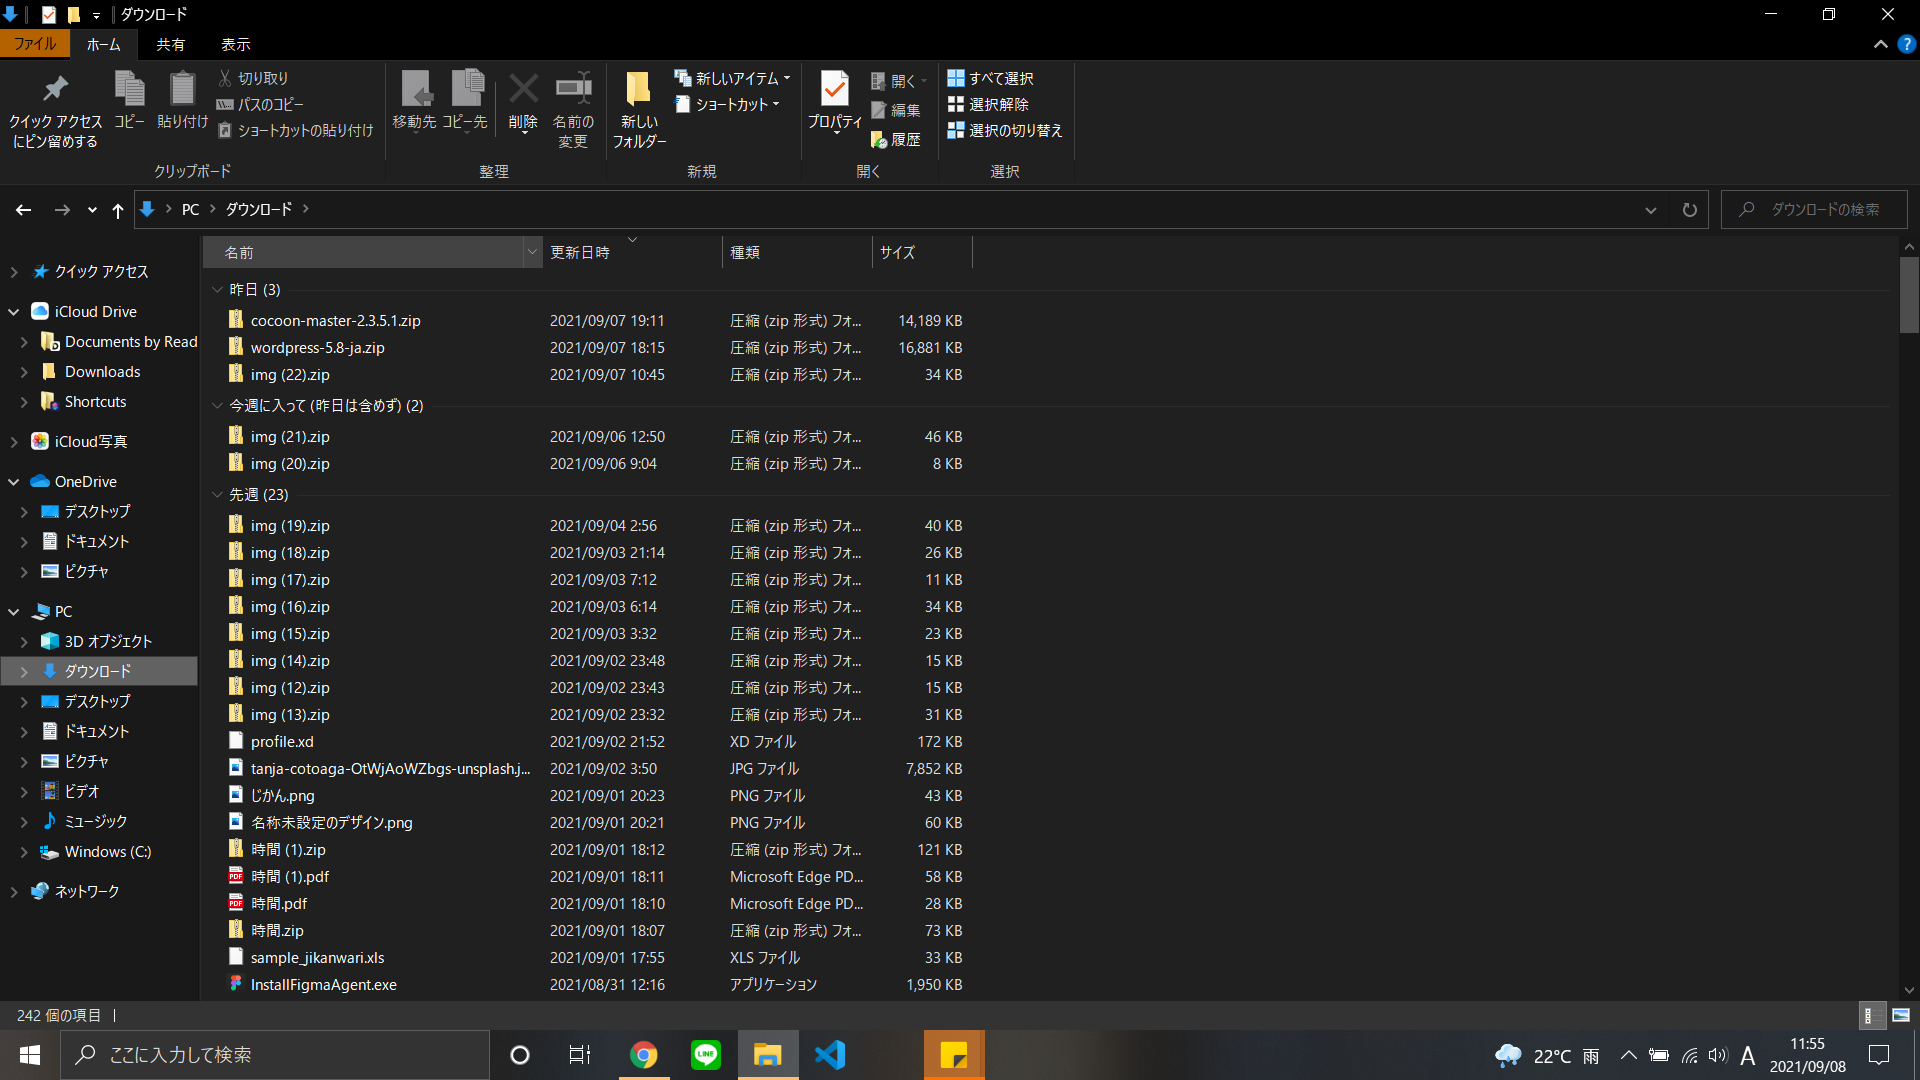 ダウンロード
ファイル ホーム 共有 表示
クイック アクセス
にピン留めする
コピー
貼り付け
切り取り
パスのコピー
ショートカットの貼り付け
クリップボード
移動先
コピー先
削除
名前の
変更
整理
新しい
フォルダー
新しいアイテム
ショートカット
新規
プロパティ
開く
編集
履歴
開く
すべて選択
選択解除
選択の切り替え
選択
PC ダウンロード
ダウンロードの検索
クイック アクセス
iCloud Drive
Documents by Read
Downloads
Shortcuts
iCloud写真
OneDrive
デスクトップ
ドキュメント
ピクチャ
PC
3D オブジェクト
ダウンロード
デスクトップ
ドキュメント
ピクチャ
ビデオ
ミュージック
Windows (C:)
ネットワーク
名前 更新日時 種類 サイズ
昨日 (3)
cocoon-master-2.3.5.1.zip 2021/09/07 19:11 圧縮 (zip 形式) フォ... 14,189 KB
wordpress-5.8-ja.zip 2021/09/07 18:15 圧縮 (zip 形式) フォ... 16,881 KB
img (22).zip 2021/09/07 10:45 圧縮 (zip 形式) フォ... 34 KB
今週に入って (昨日は含めず) (2)
img (21).zip 2021/09/06 12:50 圧縮 (zip 形式) フォ... 46 KB
img (20).zip 2021/09/06 9:04 圧縮 (zip 形式) フォ... 8 KB
先週 (23)
img (19).zip 2021/09/04 2:56 圧縮 (zip 形式) フォ... 40 KB
img (18).zip 2021/09/03 21:14 圧縮 (zip 形式) フォ... 26 KB
img (17).zip 2021/09/03 7:12 圧縮 (zip 形式) フォ... 11 KB
img (16).zip 2021/09/03 6:14 圧縮 (zip 形式) フォ... 34 KB
img (15).zip 2021/09/03 3:32 圧縮 (zip 形式) フォ... 23 KB
img (14).zip 2021/09/02 23:48 圧縮 (zip 形式) フォ... 15 KB
img (12).zip 2021/09/02 23:43 圧縮 (zip 形式) フォ... 15 KB
img (13).zip 2021/09/02 23:32 圧縮 (zip 形式) フォ... 31 KB
profile.xd 2021/09/02 21:52 XD ファイル 172 KB
tanja-cotoaga-OtWjAoWZbgs-unsplash.j... 2021/09/02 3:50 JPG ファイル 7,852 KB
じかん.png 2021/09/01 20:23 PNG ファイル 43 KB
名称未設定のデザイン.png 2021/09/01 20:21 PNG ファイル 60 KB
時間 (1).zip 2021/09/01 18:12 圧縮 (zip 形式) フォ... 121 KB
時間 (1).pdf 2021/09/01 18:11 Microsoft Edge PD... 58 KB
時間.pdf 2021/09/01 18:10 Microsoft Edge PD... 28 KB
時間.zip 2021/09/01 18:07 圧縮 (zip 形式) フォ... 73 KB
sample_jikanwari.xls 2021/09/01 17:55 XLS ファイル 33 KB
InstallFigmaAgent.exe 2021/08/31 12:16 アプリケーション 1,950 KB
242 個の項目
ここに入力して検索
LINE
22°C 雨
A
11:55
2021/09/08